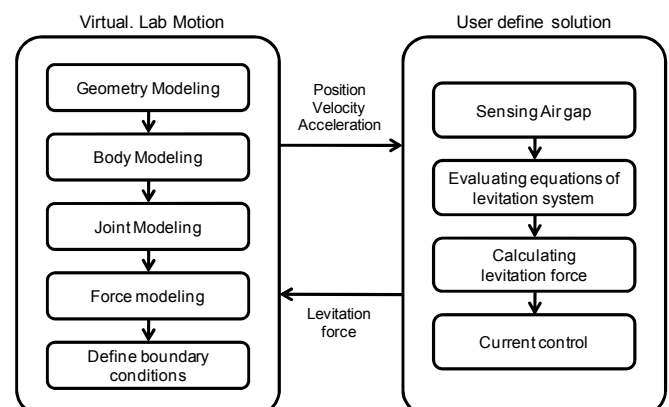 Virtual. Lab Motion
Geometry Modeling
Body Modeling
Joint Modeling
Force modeling
Define boundary
conditions
Position
Velocity
Acceleration
Levitation
force
User define solution
Sensing Air gap
Evaluating equations of
levitation system
Calculating
levitation force
Current control